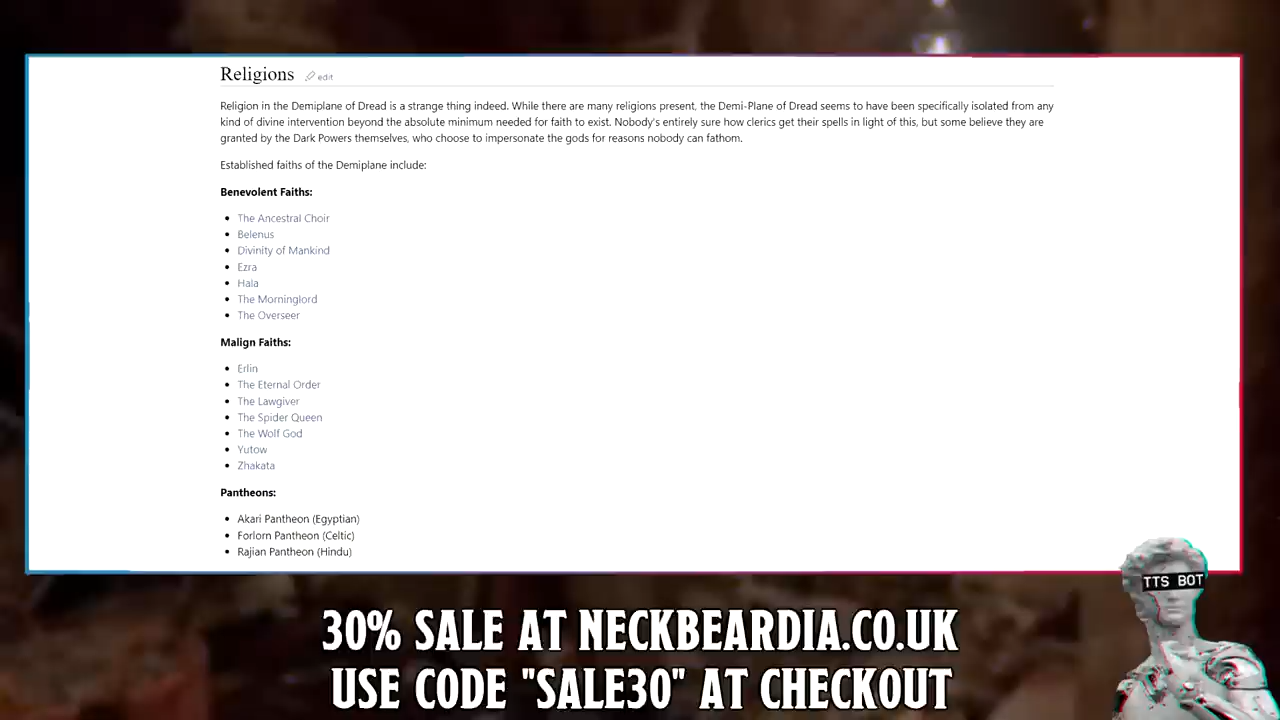 Religions edit
Religion in the Demiplane of Dread is a strange thing indeed. While there are many religions present, the Demi-Plane of Dread seems to have been specifically isolated from any
kind of divine intervention beyond the absolute minimum needed for faith to exist. Nobody's entirely sure how clerics get their spells in light of this, but some believe they are
granted by the Dark Powers themselves, who choose to impersonate the gods for reasons nobody can fathom.
Established faiths of the Demiplane include:
Benevolent Faiths:
• The Ancestral Choir
• Belenus
• Divinity of Mankind
• Ezra
• Hala
• The Morninglord
• The Overseer
Malign Faiths:
• Erlin
• The Eternal Order
• The Lawgiver
• The Spider Queen
• The Wolf God
• Yutow
• Zhakata
Pantheons:
• Akari Pantheon (Egyptian)
• Forlorn Pantheon (Celtic)
• Rajian Pantheon (Hindu)
TTS BOT
30% SALE AT NECKBEARDIA.CO.UK
USE CODE "SALE30" AT CHECKOUT